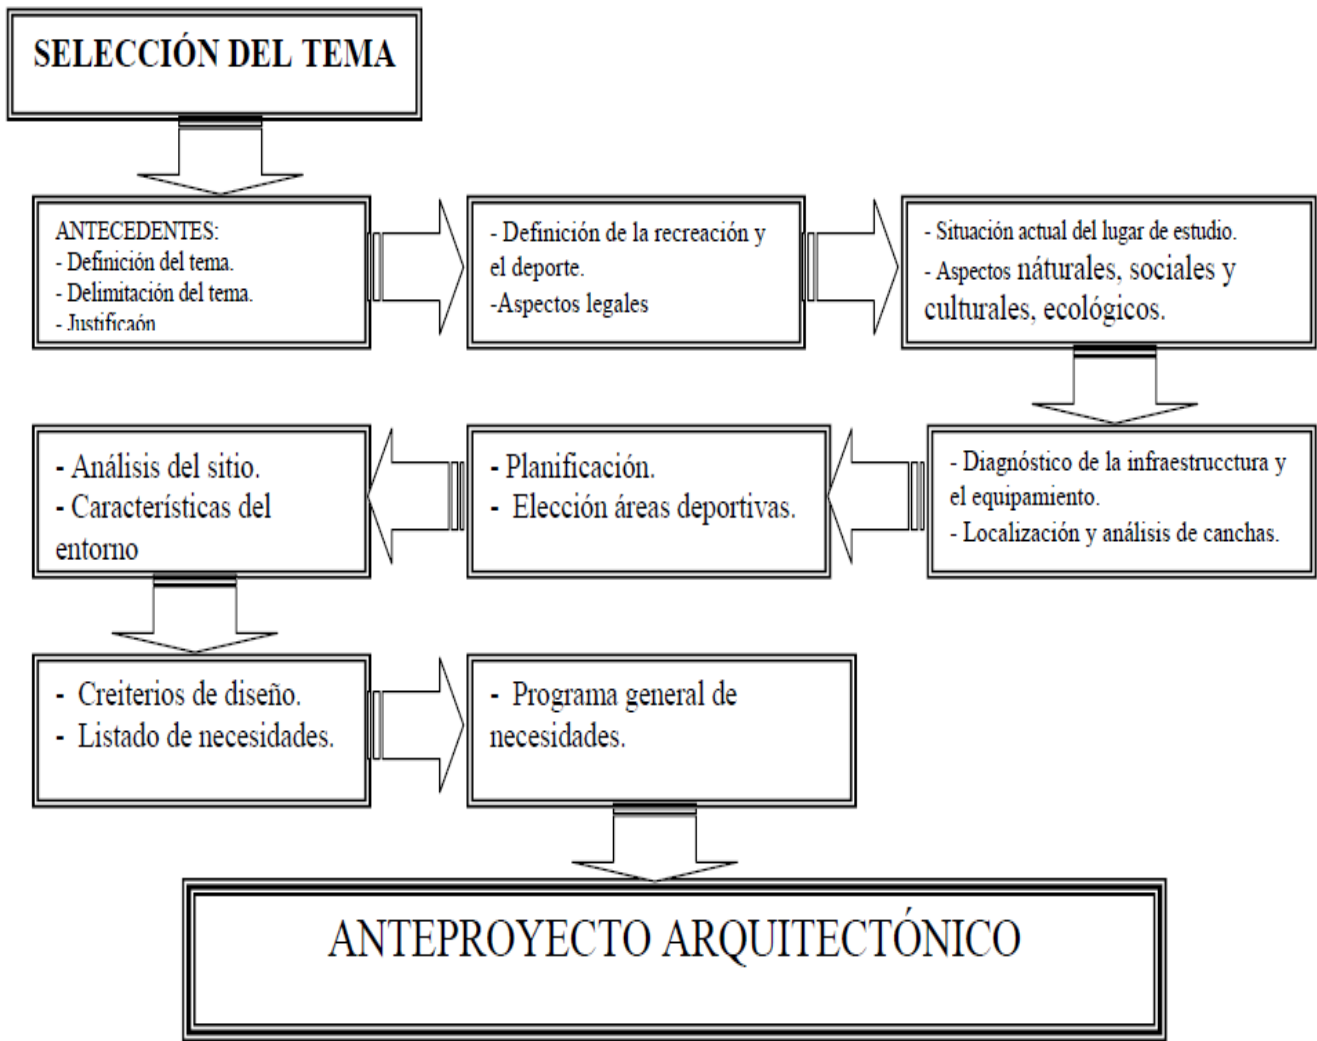 SELECCIÓN DEL TEMA
ANTECEDENTES:
- Definición del tema.
- Delimitación del tema.
- Justificaón
- Definición de la recreación y
el deporte.
-Aspectos legales
- Situación actual del lugar de estudio.
- Aspectos náturales, sociales y
culturales, ecológicos.
- Diagnóstico de la infraestrucctura y
el equipamiento.
- Localización y análisis de canchas.
- Planificación.
- Elección áreas deportivas.
- Análisis del sitio.
- Características del
entorno
- Creiterios de diseño.
- Listado de necesidades.
- Programa general de
necesidades.
ANTEPROYECTO ARQUITECTÓNICO